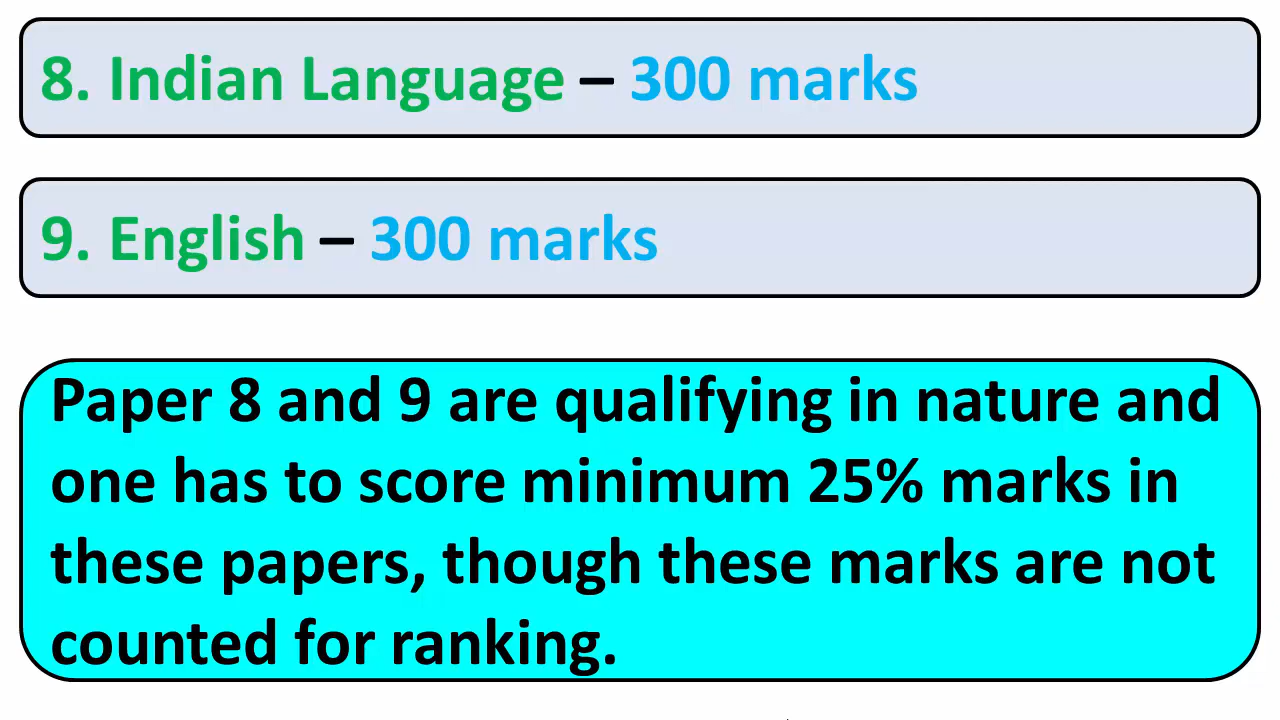 8. Indian Language – 300 marks
9. English – 300 marks
Paper 8 and 9 are qualifying in nature and
one has to score minimum 25% marks in
these papers, though these marks are not
counted for ranking.